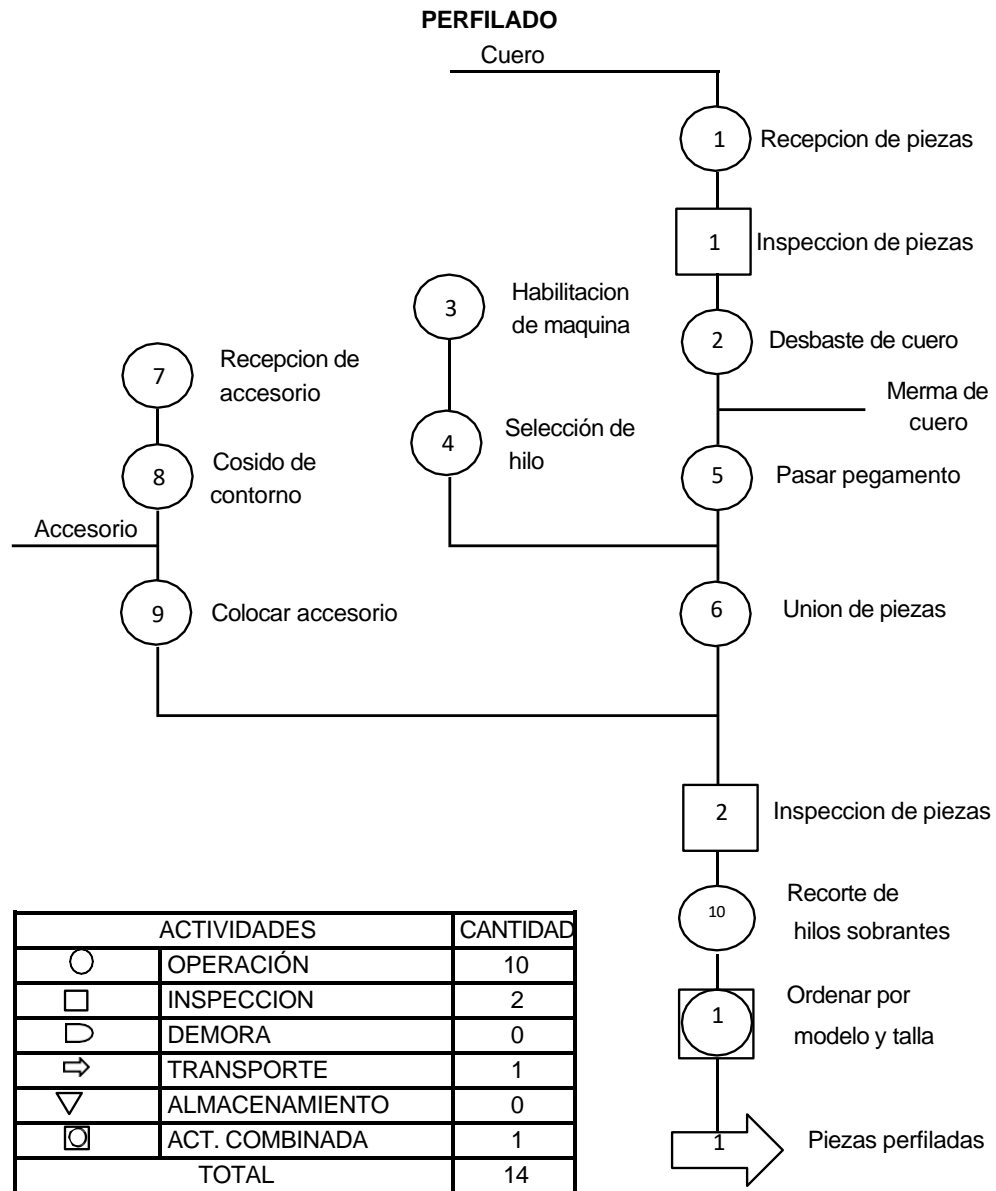 PERFILADO
Cuero
1
Recepcion de piezas
1
Inspeccion de piezas
3
Habilitacion
de maquina
2
Desbaste de cuero
7
Recepcion de
accesorio
Merma de
cuero
4
Selección de
hilo
8
Cosido de
contorno
5
Pasar pegamento
Accesorio
9
Colocar accesorio
6
Union de piezas
2
Inspeccion de piezas
10
Recorte de
hilos sobrantes
1
Ordenar por
modelo y talla
1
Piezas perfiladas
ACTIVIDADES CANTIDAD
OPERACIÓN 10
INSPECCION 2
DEMORA 0
TRANSPORTE 1
ALMACENAMIENTO 0
ACT. COMBINADA 1
TOTAL 14